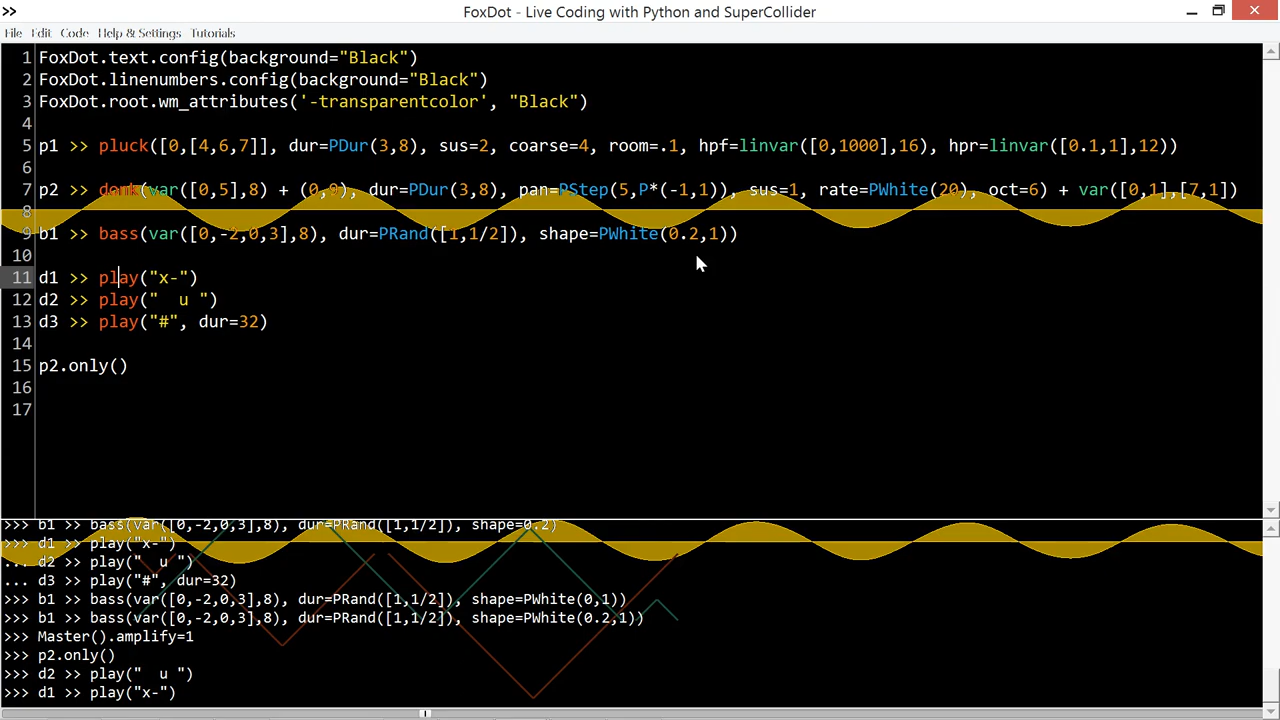 FoxDot - Live Coding with Python and SuperCollider
File Edit Code Help & Settings Tutorials
1 FoxDot.text.config(background="Black")
2 FoxDot.linenumbers.config(background="Black")
3 FoxDot.root.wm_attributes('-transparentcolor', "Black")
4
5 p1 >> pluck([0,[4,6,7]], dur=PDur(3,8), sus=2, coarse=4, room=.1, hpf=linvar([0,1000],16), hpr=linvar([0.1,1],12))
6
7 p2 >> donk(var([0,5],8) + (0,9), dur=PDur(3,8), pan=PStep(5,P*(-1,1)), sus=1, rate=PWhite(20), oct=6) + var([0,1],[7,1])
8
9 b1 >> bass(var([0,-2,0,3],8), dur=PRand([1,1/2]), shape=PWhite(0.2,1))
10
11 d1 >> play("x-")
12 d2 >> play("  u ")
13 d3 >> play("#", dur=32)
14
15 p2.only()
16
17
>>> b1 >> bass(var([0,-2,0,3],8), dur=PRand([1,1/2]), shape=0.2)
>>> d1 >> play("x-")
... d2 >> play("  u ")
... d3 >> play("#", dur=32)
>>> b1 >> bass(var([0,-2,0,3],8), dur=PRand([1,1/2]), shape=PWhite(0,1))
>>> b1 >> bass(var([0,-2,0,3],8), dur=PRand([1,1/2]), shape=PWhite(0.2,1))
>>> Master().amplify=1
>>> p2.only()
>>> d2 >> play("  u ")
>>> d1 >> play("x-")